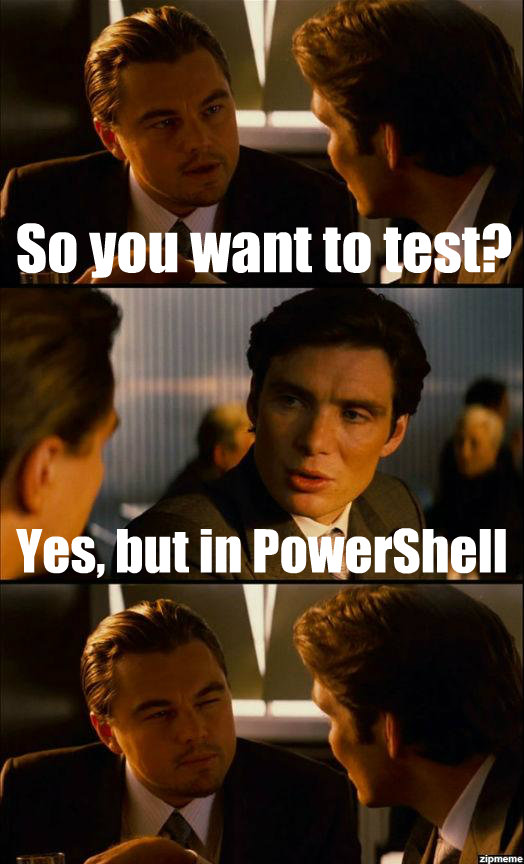 So you want to test?
Yes, but in PowerShell
zipmeme